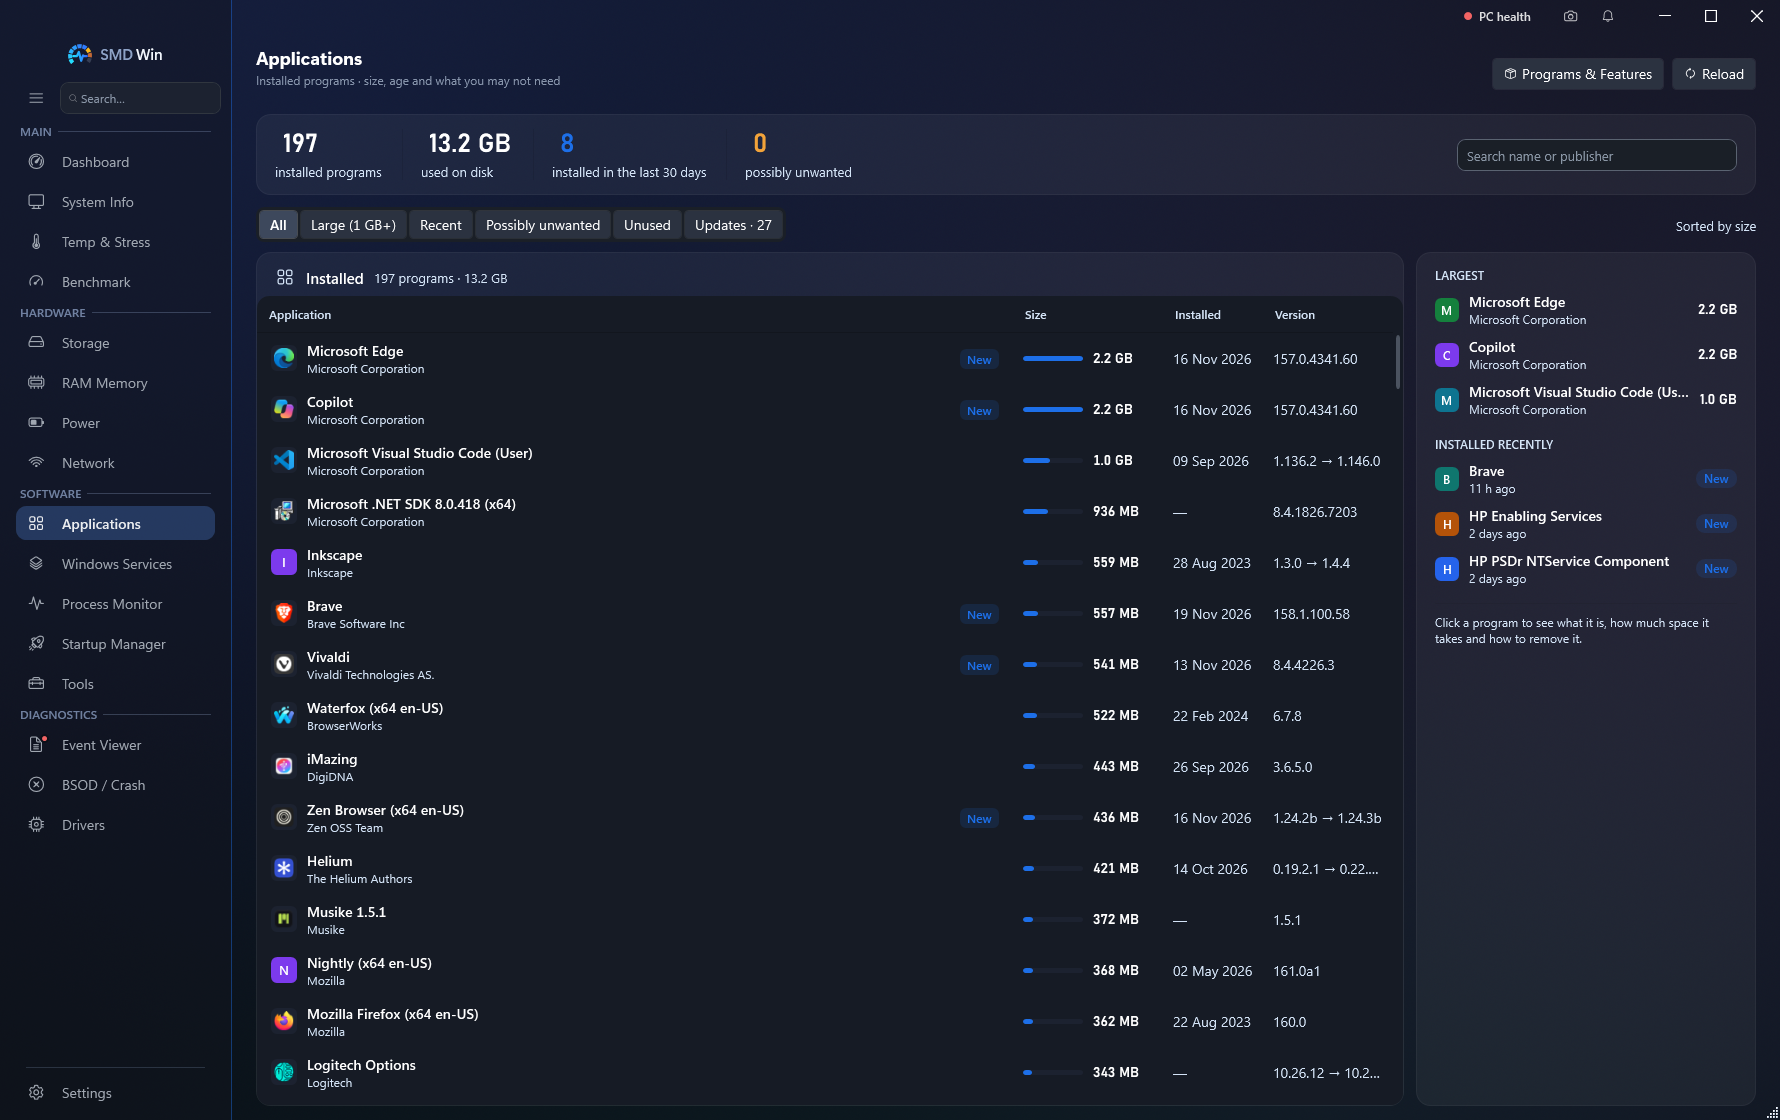 SMD Win
Search...
MAIN
Dashboard
System Info
Temp & Stress
Benchmark
HARDWARE
Storage
RAM Memory
Power
Network
SOFTWARE
Applications
Windows Services
Process Monitor
Startup Manager
Tools
DIAGNOSTICS
Event Viewer
BSOD / Crash
Drivers
Settings
PC health
Applications
Installed programs · size, age and what you may not need
Programs & Features
Reload
197
installed programs
13.2 GB
used on disk
8
installed in the last 30 days
0
possibly unwanted
Search name or publisher
All
Large (1 GB+)
Recent
Possibly unwanted
Unused
Updates · 27
Sorted by size
Installed 197 programs · 13.2 GB
Application Size Installed Version
Microsoft Edge
Microsoft Corporation
New 2.2 GB 16 Nov 2026 157.0.4341.60
Copilot
Microsoft Corporation
New 2.2 GB 16 Nov 2026 157.0.4341.60
Microsoft Visual Studio Code (User)
Microsoft Corporation
1.0 GB 09 Sep 2026 1.136.2 → 1.146.0
Microsoft .NET SDK 8.0.418 (x64)
Microsoft Corporation
936 MB — 8.4.1826.7203
I
Inkscape
Inkscape
559 MB 28 Aug 2023 1.3.0 → 1.4.4
Brave
Brave Software Inc
New 557 MB 19 Nov 2026 158.1.100.58
Vivaldi
Vivaldi Technologies AS.
New 541 MB 13 Nov 2026 8.4.4226.3
Waterfox (x64 en-US)
BrowserWorks
522 MB 22 Feb 2024 6.7.8
iMazing
DigiDNA
443 MB 26 Sep 2026 3.6.5.0
Zen Browser (x64 en-US)
Zen OSS Team
New 436 MB 16 Nov 2026 1.24.2b → 1.24.3b
Helium
The Helium Authors
421 MB 14 Oct 2026 0.19.2.1 → 0.22....
Musike 1.5.1
Musike
372 MB — 1.5.1
N
Nightly (x64 en-US)
Mozilla
368 MB 02 May 2026 161.0a1
Mozilla Firefox (x64 en-US)
Mozilla
362 MB 22 Aug 2023 160.0
Logitech Options
Logitech
343 MB — 10.26.12 → 10.2...
LARGEST
M
Microsoft Edge
Microsoft Corporation
2.2 GB
C
Copilot
Microsoft Corporation
2.2 GB
M
Microsoft Visual Studio Code (Us...
Microsoft Corporation
1.0 GB
INSTALLED RECENTLY
B
Brave
11 h ago
New
H
HP Enabling Services
2 days ago
New
H
HP PSDr NTService Component
2 days ago
New
Click a program to see what it is, how much space it
takes and how to remove it.